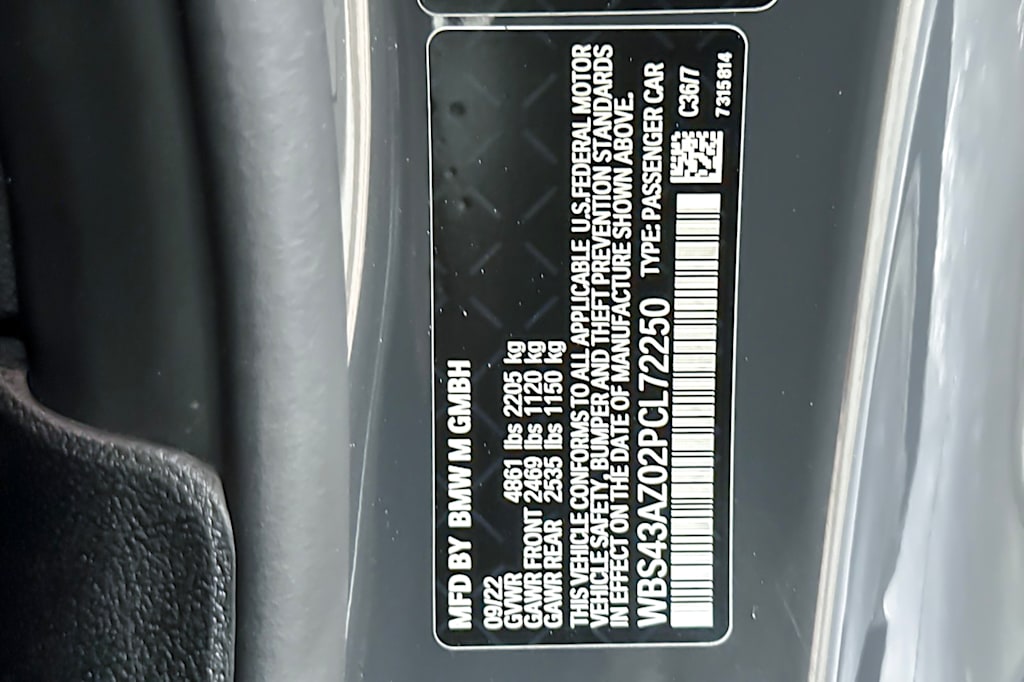 MFD BY BMW M GMBH
09/22
GVWR 4861 lbs 2205 kg
GAWR FRONT 2469 lbs 1120 kg
GAWR REAR 2535 lbs 1150 kg
THIS VEHICLE CONFORMS TO ALL APPLICABLE U.S.FEDERAL MOTOR
VEHICLE SAFETY, BUMPER AND THEFT PREVENTION STANDARDS
IN EFFECT ON THE DATE OF MANUFACTURE SHOWN ABOVE.
WBS43AZ02PCL72250 TYPE: PASSENGER CAR
C36/7
7315814